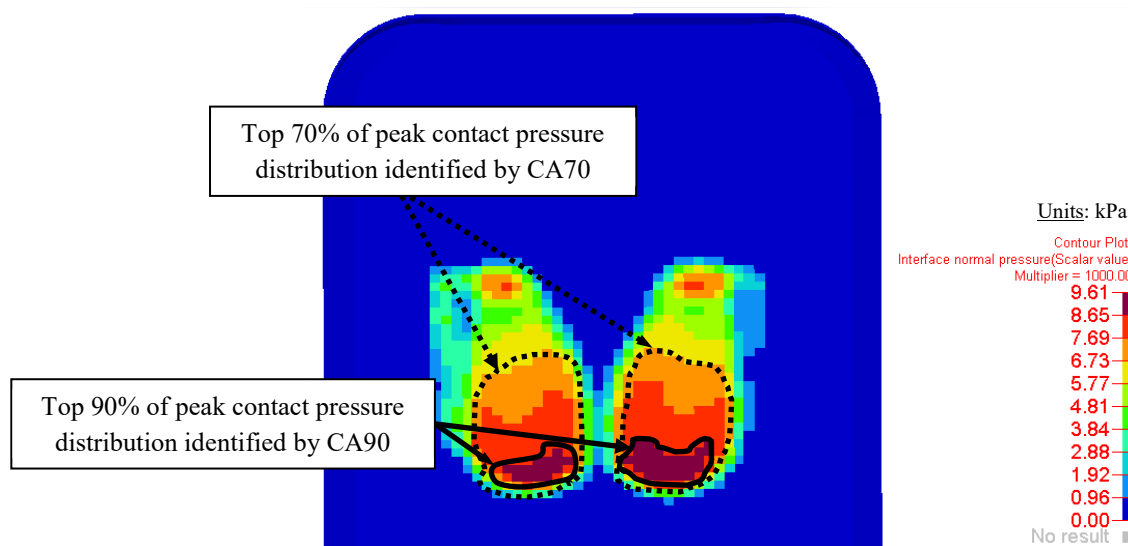 Top 70% of peak contact pressure
distribution identified by CA70
Top 90% of peak contact pressure
distribution identified by CA90
Units: kPa
Contour Plot
Interface normal pressure(Scalar value
Multiplier = 1000.00
9.61
8.65
7.69
6.73
5.77
4.81
3.84
2.88
1.92
0.96
0.00
No result